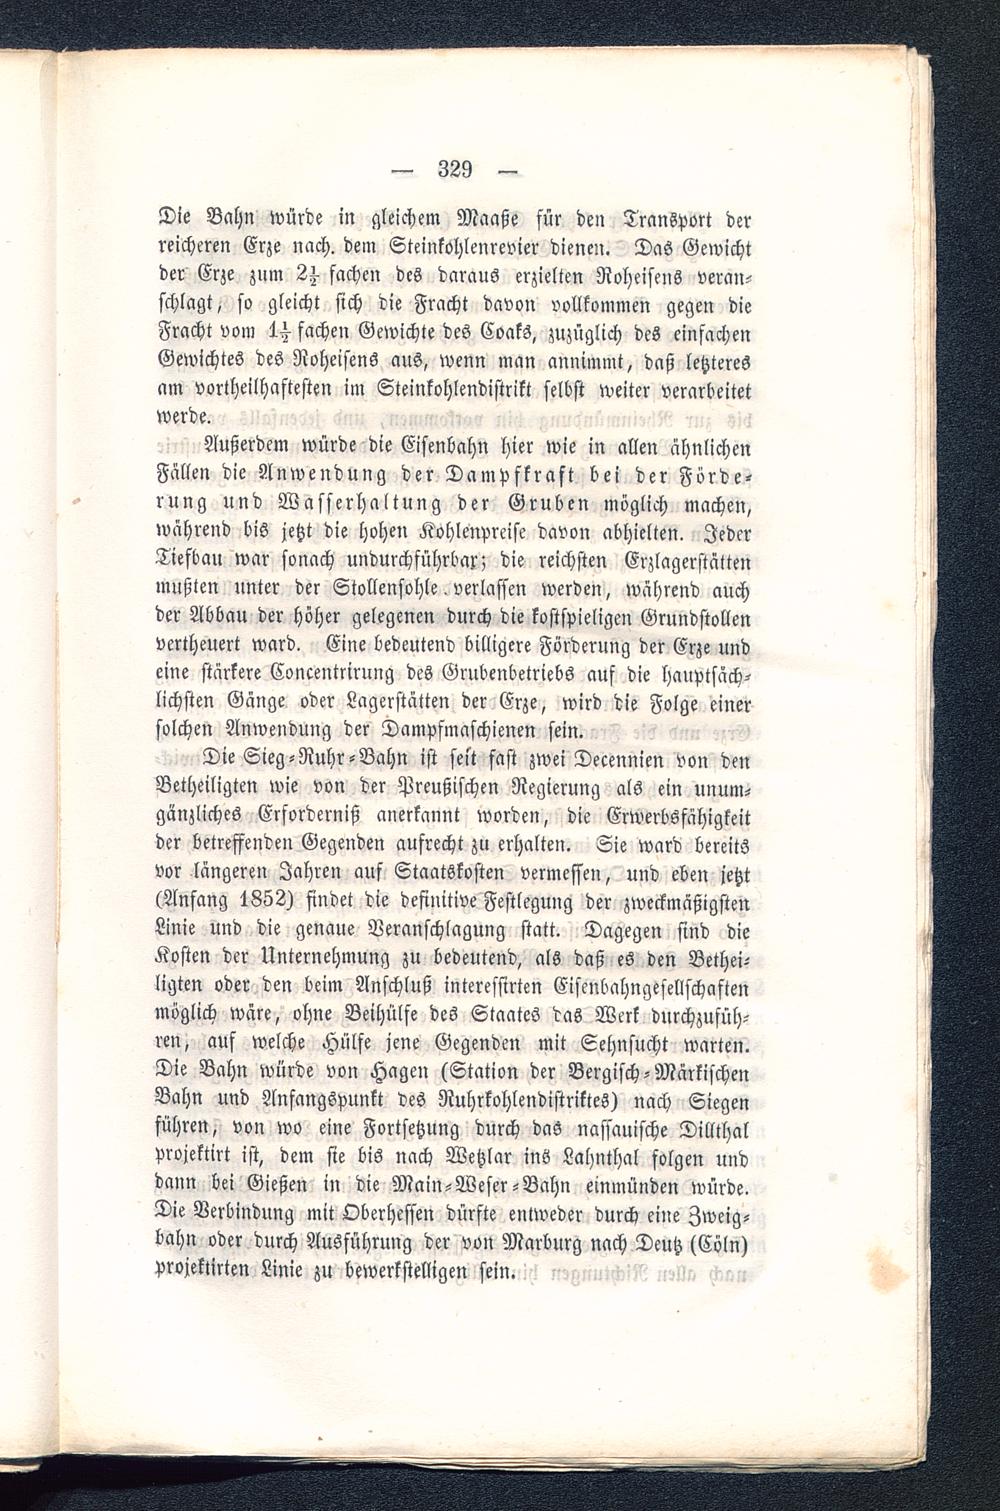 — 329 —
Die Bahn würde in gleichem Maaße für den Transport der
reicheren Erze nach. dem Steinkohlenrevier dienen. Das Gewicht
der Erze zum 2½ fachen des daraus erzielten Roheisens veran-
schlagt, so gleicht sich die Fracht davon vollkommen gegen die
Fracht vom 1½ fachen Gewichte des Coaks, zuzüglich des einfachen
Gewichtes des Roheisens aus, wenn man annimmt, daß letzteres
am vortheilhaftesten im Steinkohlendistrikt selbst weiter verarbeitet
werde.
Außerdem würde die Eisenbahn hier wie in allen ähnlichen
Fällen die Anwendung der Dampfkraft bei der Förde-
rung und Wasserhaltung der Gruben möglich machen,
während bis jetzt die hohen Kohlenpreise davon abhielten. Jeder
Tiefbau war sonach undurchführbar; die reichsten Erzlagerstätten
mußten unter der Stollensohle verlassen werden, während auch
der Abbau der höher gelegenen durch die kostspieligen Grundstollen
vertheuert ward. Eine bedeutend billigere Förderung der Erze und
eine stärkere Concentrirung des Grubenbetriebs auf die hauptsäch-
lichsten Gänge oder Lagerstätten der Erze, wird die Folge einer
solchen Anwendung der Dampfmaschienen sein.
Die Sieg-Ruhr-Bahn ist seit fast zwei Decennien von den
Betheiligten wie von der Preußischen Regierung als ein unum-
gänzliches Erforderniß anerkannt worden, die Erwerbsfähigkeit
der betreffenden Gegenden aufrecht zu erhalten. Sie ward bereits
vor längeren Jahren auf Staatskosten vermessen, und eben jetzt
(Anfang 1852) findet die definitive Festlegung der zweckmäßigsten
Linie und die genaue Veranschlagung statt. Dagegen sind die
Kosten der Unternehmung zu bedeutend, als daß es den Bethei-
ligten oder den beim Anschluß interessirten Eisenbahngesellschaften
möglich wäre, ohne Beihülfe des Staates das Werk durchzufüh-
ren, auf welche Hülfe jene Gegenden mit Sehnsucht warten.
Die Bahn würde von Hagen (Station der Bergisch-Märkischen
Bahn und Anfangspunkt des Ruhrkohlendistriktes) nach Siegen
führen, von wo eine Fortsetzung durch das nassauische Dillthal
projektirt ist, dem sie bis nach Wetzlar ins Lahnthal folgen und
dann bei Gießen in die Main-Weser-Bahn einmünden würde.
Die Verbindung mit Oberhessen dürfte entweder durch eine Zweig-
bahn oder durch Ausführung der von Marburg nach Deutz (Cöln)
projektirten Linie zu bewerkstelligen sein.